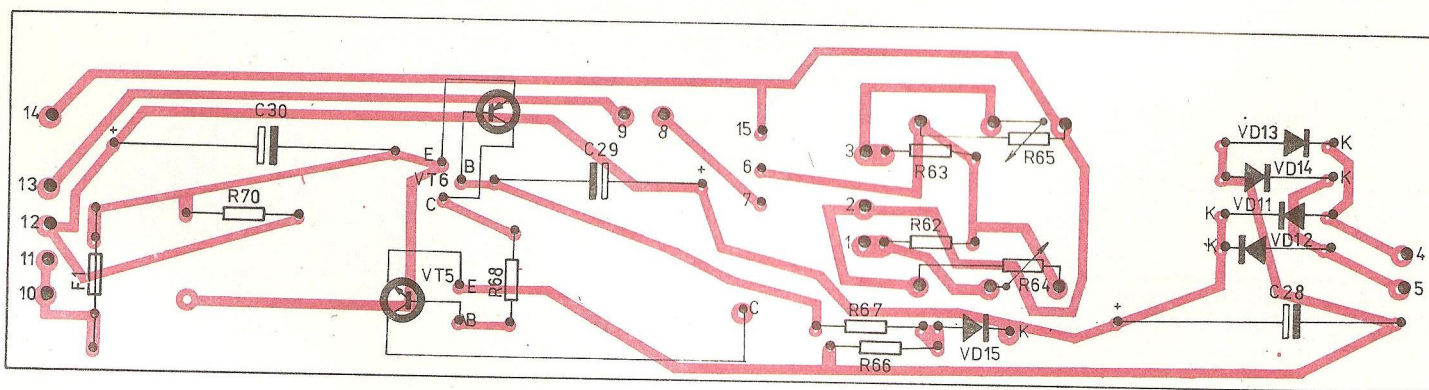 14
C30
+
E
9
8
15
3
R63
R65
VD13
K
C29
+
6
VD14
K
13
R70
B
VT6
C
7
2
VD11
K
12
R62
1
VD12
+K
4
11
F1
VT5
R68
E
R64
C28
5
10
B
C
R67
+
K
VD15
R66